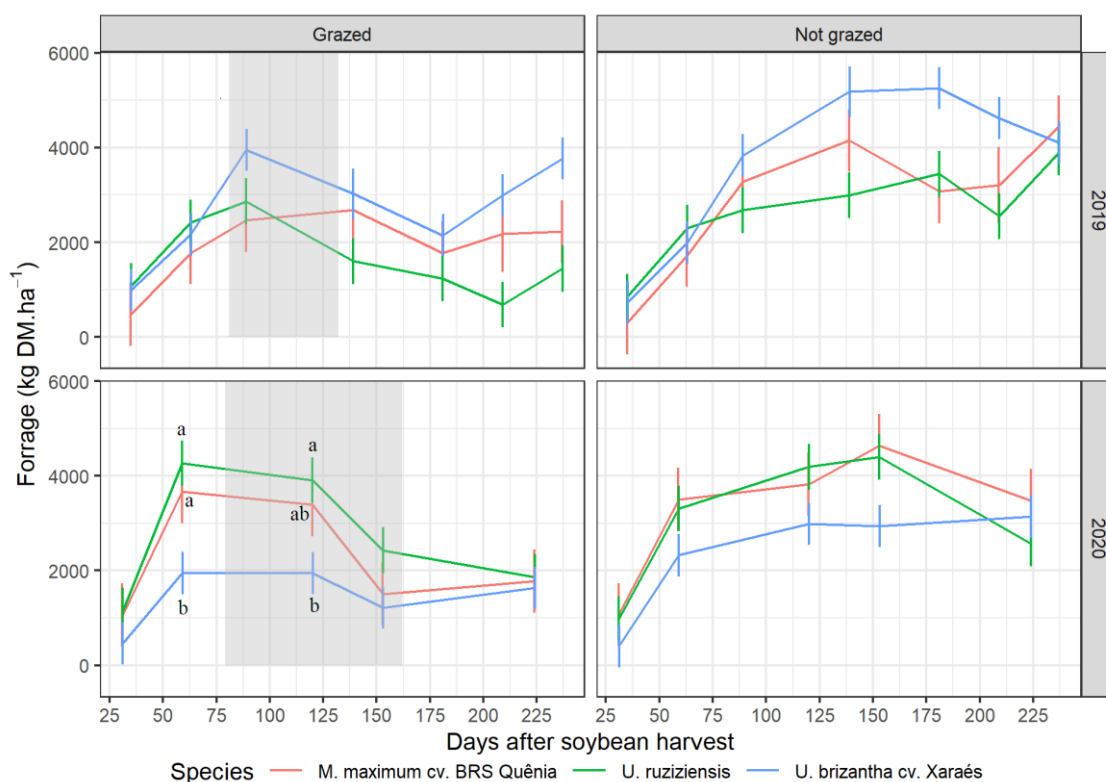 Grazed
Not grazed
6000
4000
2000
0
2019
Forrage (kg DM.ha⁻¹)
6000
4000
2000
0
a
a
a
ab
b
b
2020
25 50 75 100 125 150 175 200 225
25 50 75 100 125 150 175 200 225
Days after soybean harvest
Species M. maximum cv. BRS Quênia U. ruziziensis U. brizantha cv. Xaraés